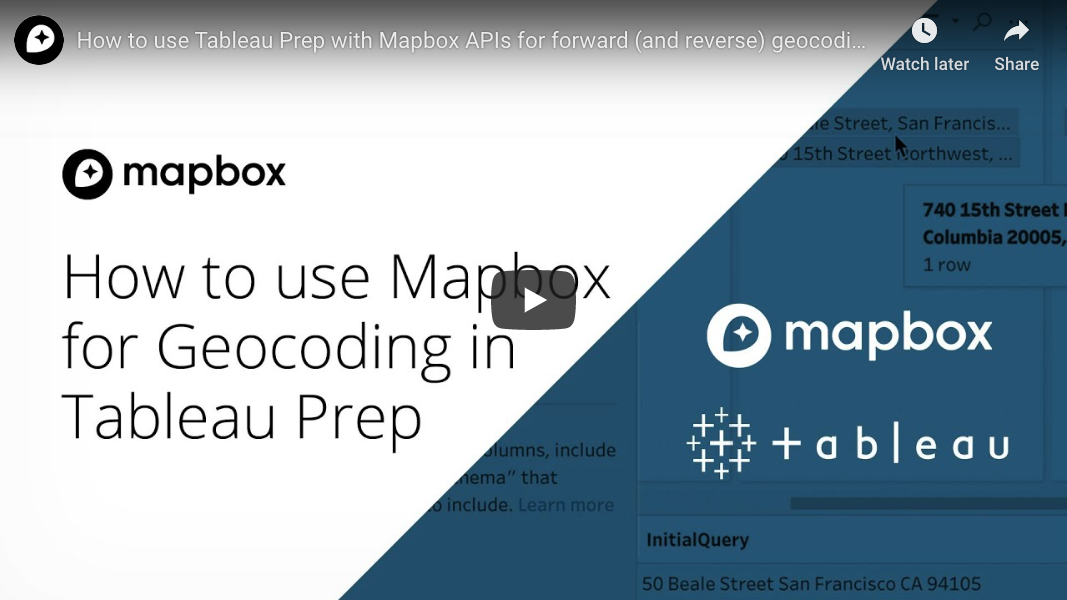 How to use Tableau Prep with Mapbox APIs for forward (and reverse) geocodi...
Watch later
Share
mapbox
How to use Mapbox
for Geocoding in
Tableau Prep
Street, San Francis...
15th Street Northwest, ...
740 15th Street
Columbia 20005,
1 row
mapbox
+ableau
include
that
include. Learn more
InitialQuery
50 Beale Street San Francisco CA 94105